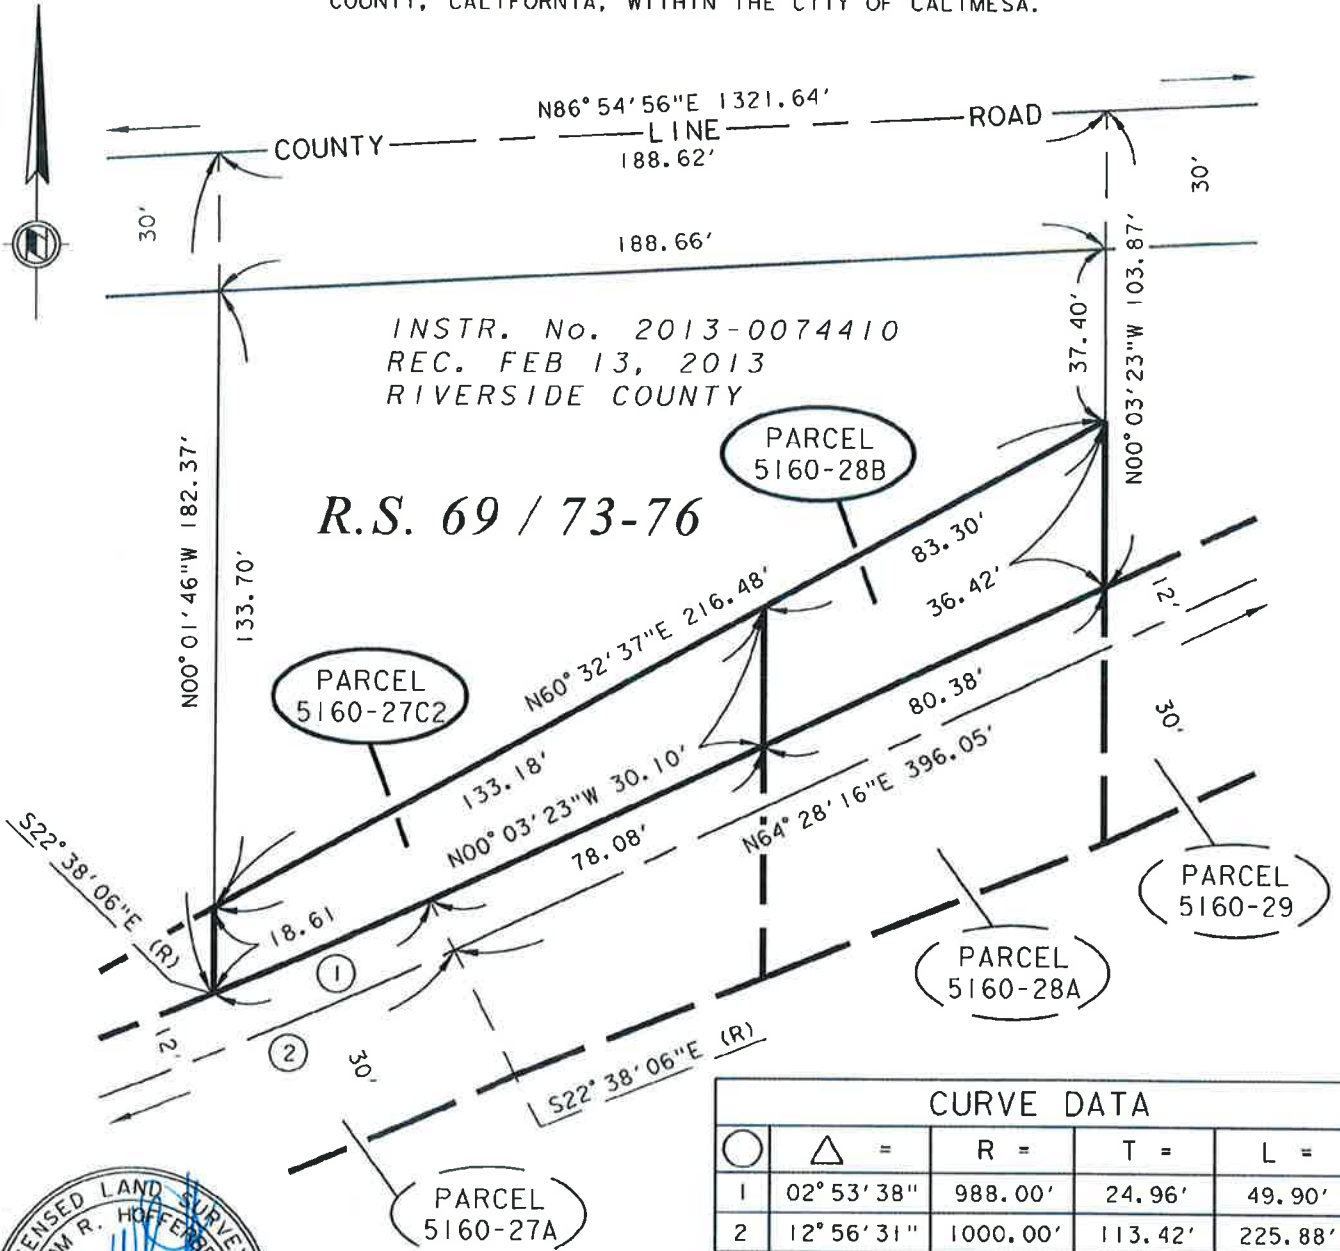 COUNTY, CALIFORNIA, WITHIN THE CITY OF CALIMESA.
N86°54'56"E 1321.64'
COUNTY LINE ROAD
188.62'
30'
30'
188.66'
INSTR. No. 2013-0074410
REC. FEB 13, 2013
RIVERSIDE COUNTY
37.40'
N00°03'23"W 103.87'
PARCEL
5160-28B
R.S. 69 / 73-76
N00°01'46"W 182.37'
133.70'
83.30'
36.42'
N60°32'37"E 216.48'
12'
PARCEL
5160-27C2
80.38'
30'
133.18'
N00°03'23"W 30.10'
N64°28'16"E 396.05'
78.08'
S22°38'06"E (R)
18.61
PARCEL
5160-29
1
PARCEL
5160-28A
12'
2
30'
S22°38'06"E (R)
PARCEL
5160-27A
CURVE DATA
△ = R = T = L =
1 02°53'38" 988.00' 24.96' 49.90'
2 12°56'31" 1000.00' 113.42' 225.88'
LAND
R.